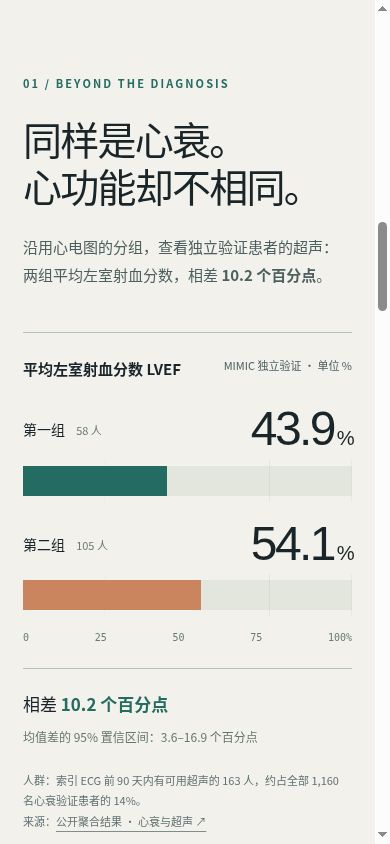 01 / BEYOND THE DIAGNOSIS
同样是心衰。
心功能却不相同。
沿用心电图的分组，查看独立验证患者的超声：
两组平均左室射血分数，相差 10.2 个百分点。
平均左室射血分数 LVEF
MIMIC 独立验证 · 单位 %
第一组 58 人
43.9%
第二组 105 人
54.1%
0 25 50 75 100%
相差 10.2 个百分点
均值差的 95% 置信区间：3.6–16.9 个百分点
人群：索引 ECG 前 90 天内有可用超声的 163 人，约占全部 1,160
名心衰验证患者的 14%。
来源：公开聚合结果 · 心衰与超声 ↗